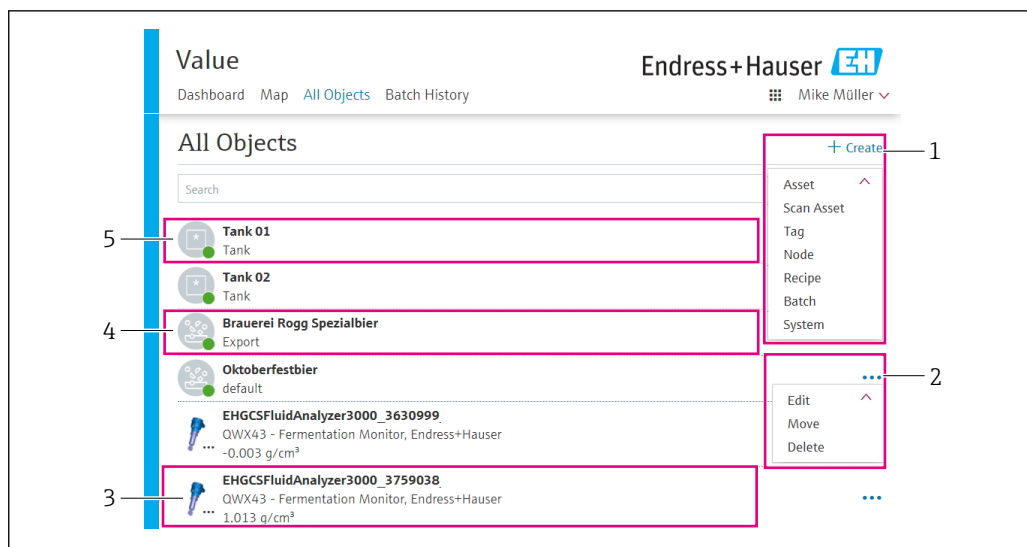 Value
Endress+Hauser EH
Dashboard Map All Objects Batch History
Mike Müller
All Objects
+ Create
1
Search
Asset
Scan Asset
Tag
Node
Recipe
Batch
System
5
Tank 01
Tank
Tank 02
Tank
4
Brauerei Rogg Spezialbier
Export
Oktoberfestbier
default
...
2
Edit
Move
Delete
EHGCSFluidAnalyzer3000_3630999
QWX43 - Fermentation Monitor, Endress+Hauser
-0.003 g/cm³
...
3
EHGCSFluidAnalyzer3000_3759038
QWX43 - Fermentation Monitor, Endress+Hauser
1.013 g/cm³
...
...